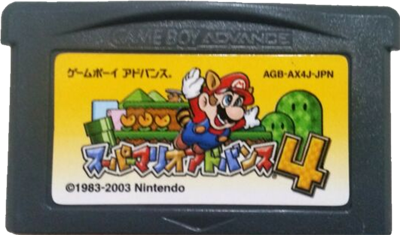 GAME BOY ADVANCE
ゲームボーイ アドバンス®
AGB-AX4J-JPN
スーパーマリオアドバンス4
©1983-2003 Nintendo